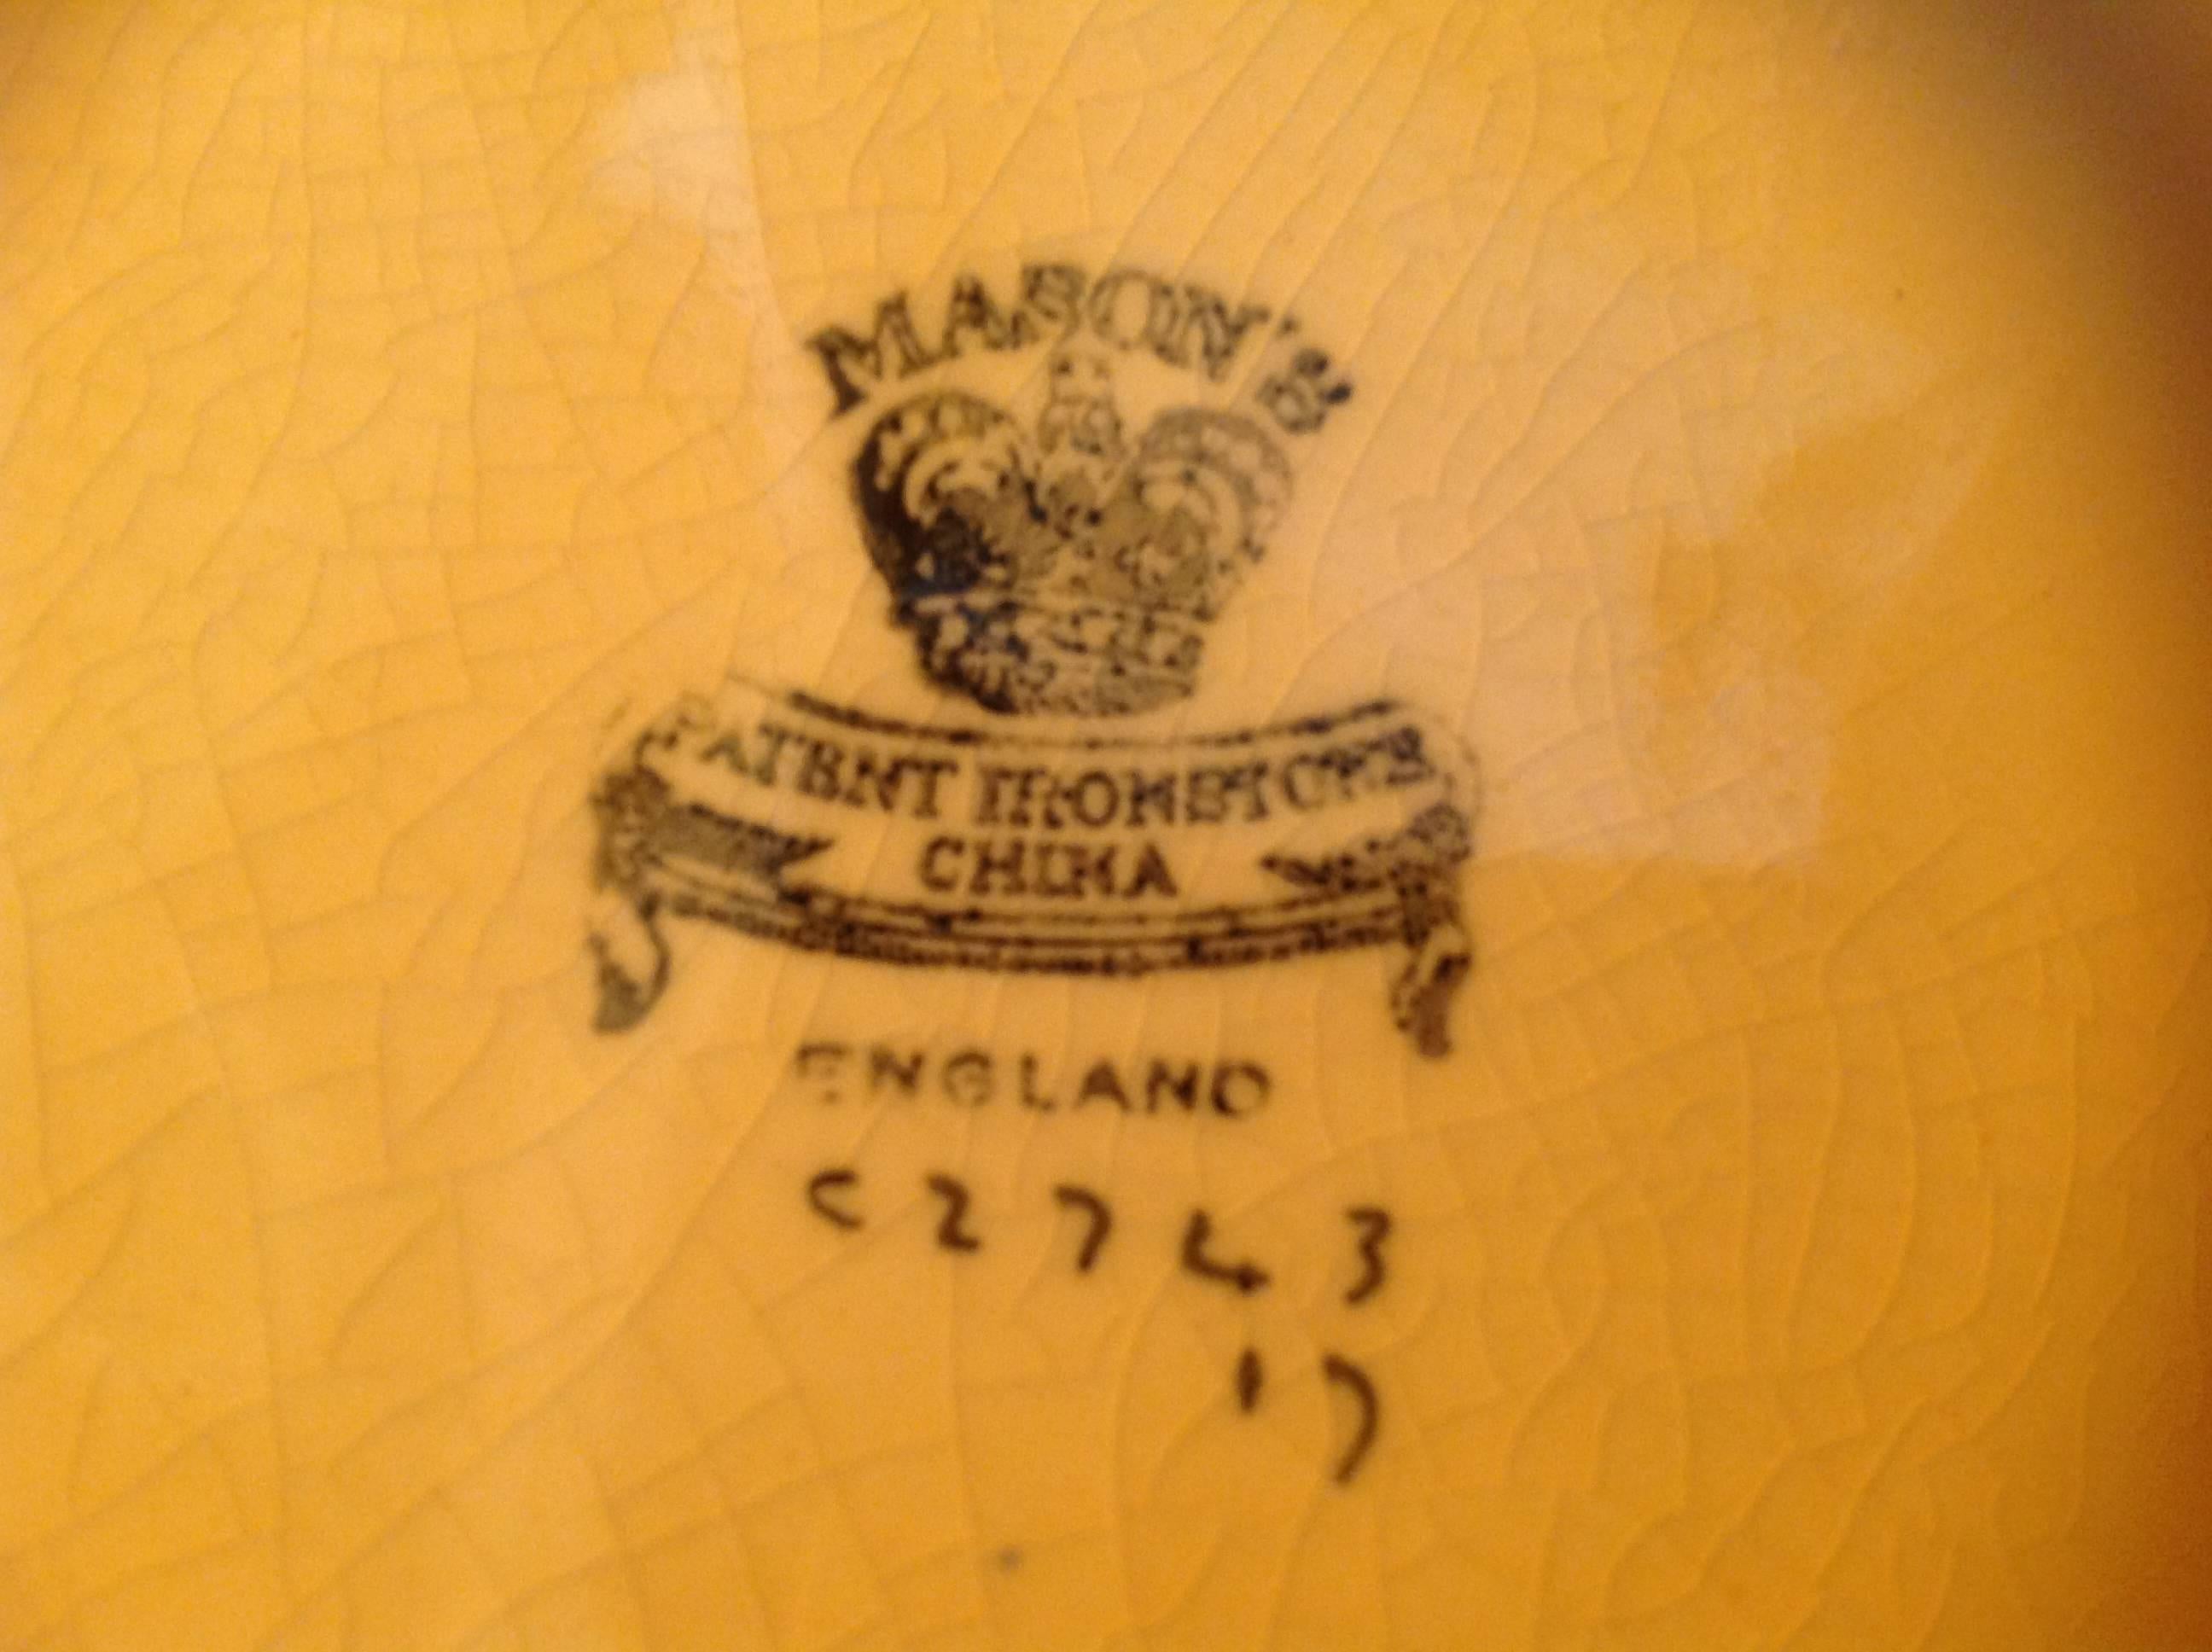 MASON'S
PATENT IRONSTONE
CHINA
ENGLAND
C2743
17